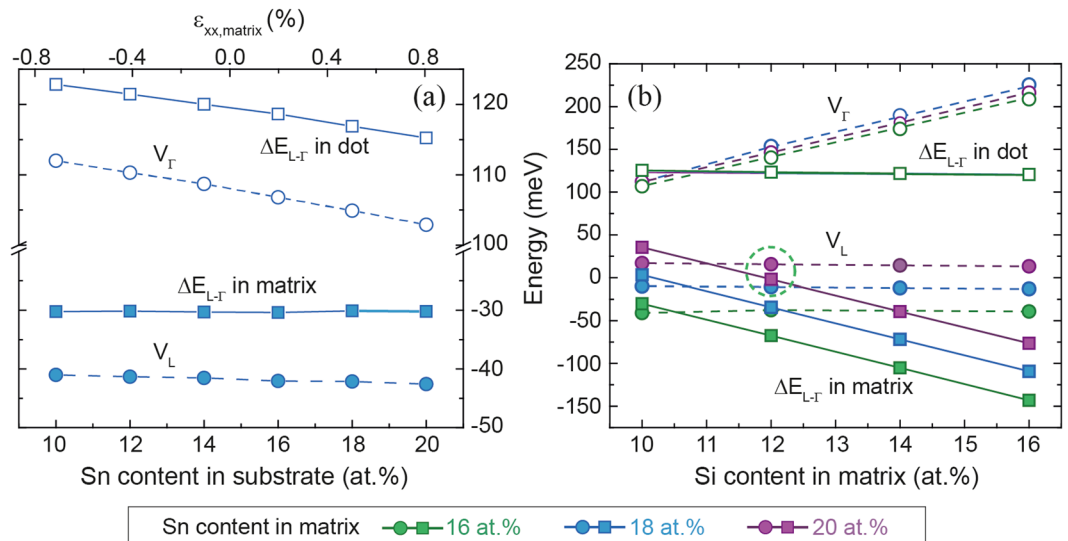 ε_xx,matrix (%)
-0.8 -0.4 0.0 0.4 0.8
(a)
120
110
100
-30
-40
-50
ΔE_L-Γ in dot
V_Γ
ΔE_L-Γ in matrix
V_L
10 12 14 16 18 20
Sn content in substrate (at.%)
Energy (meV)
250
200
150
100
50
0
-50
-100
-150
(b)
V_Γ
ΔE_L-Γ in dot
V_L
ΔE_L-Γ in matrix
10 11 12 13 14 15 16
Si content in matrix (at.%)
Sn content in matrix 16 at.% 18 at.% 20 at.%